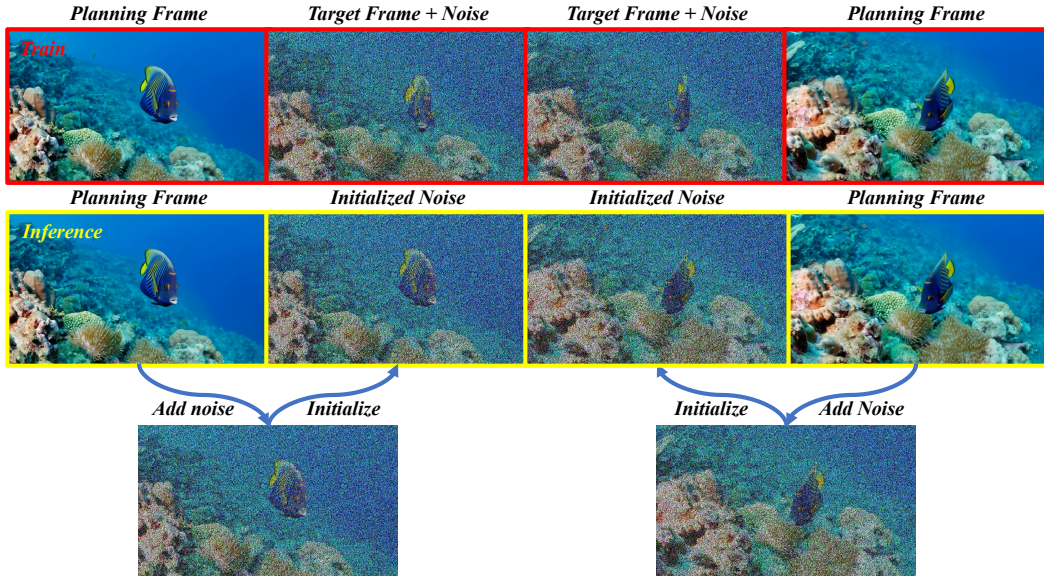 Planning Frame
Target Frame + Noise
Target Frame + Noise
Planning Frame
Train
Planning Frame
Initialized Noise
Initialized Noise
Planning Frame
Inference
Add noise
Initialize
Initialize
Add Noise